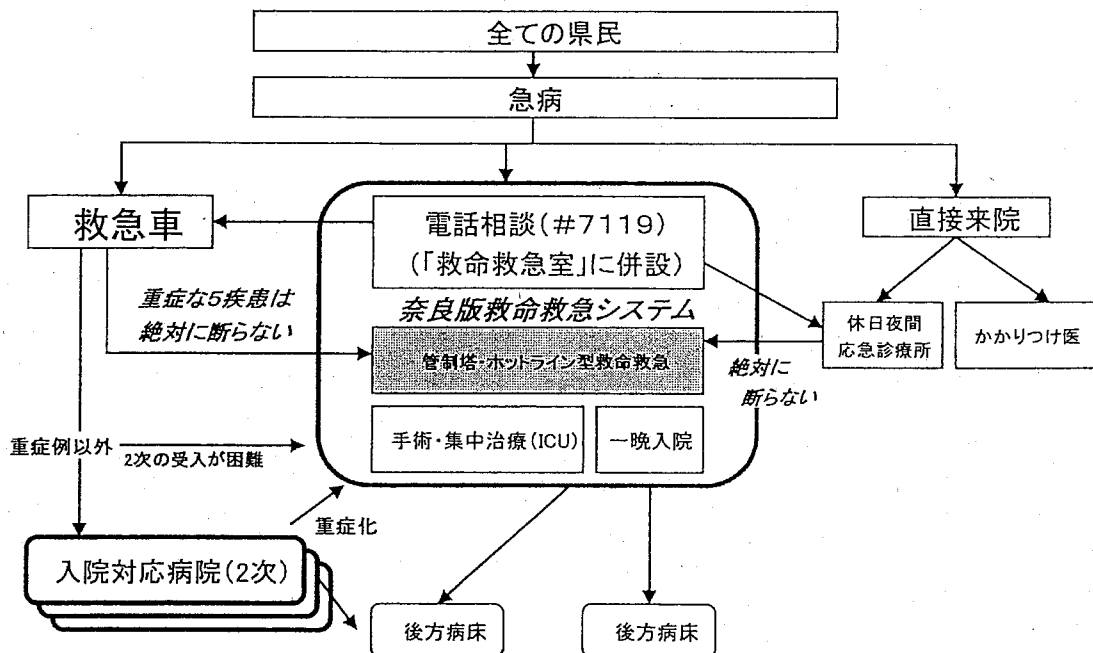 全ての県民
急病
救急車
電話相談(#7119)
(「救命救急室」に併設)
直接来院
重症な5疾患は
絶対に断らない
奈良版救命救急システム
管制塔・ホットライン型救命救急
休日夜間
応急診療所
かかりつけ医
絶対に
断らない
手術・集中治療(ICU)
一晩入院
重症例以外
2次の受入が困難
重症化
入院対応病院(2次)
後方病床
後方病床